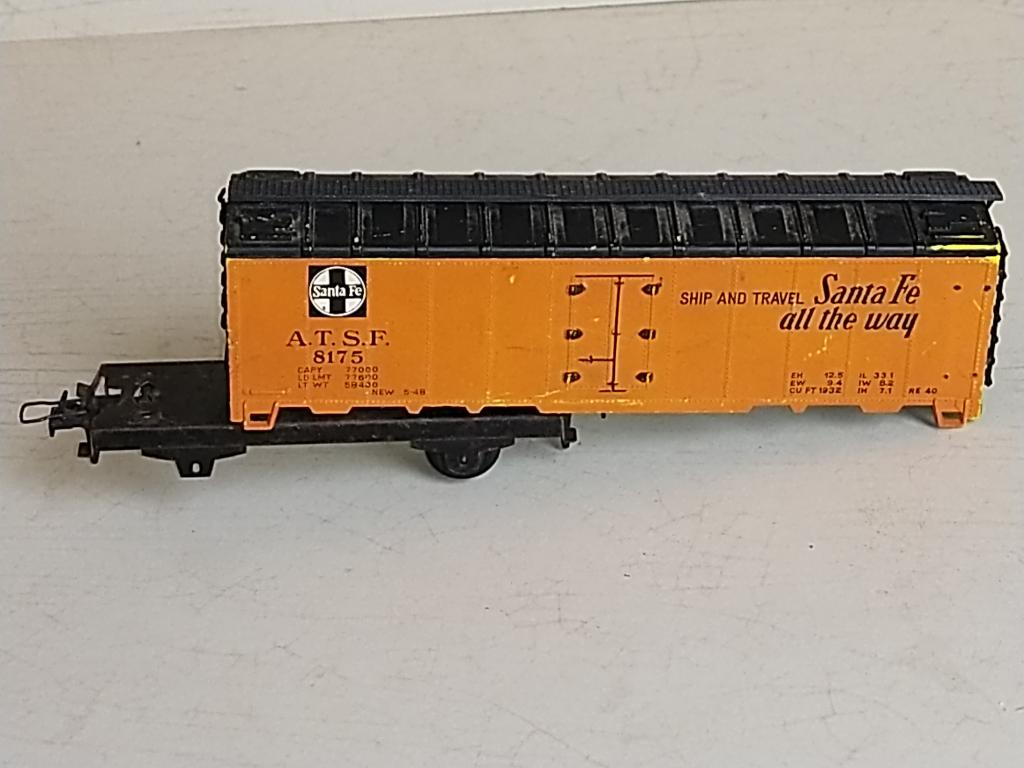 Santa Fe
A.T.S.F.
8175
CAPY 77000
LD LMT 77600
LT WT 58400 NEW 5-48
SHIP AND TRAVEL Santa Fe
all the way
EH 12.5 IL 33.1
EW 9.4 IW 8.2
CU FT 1932 IH 7.1 RE 40